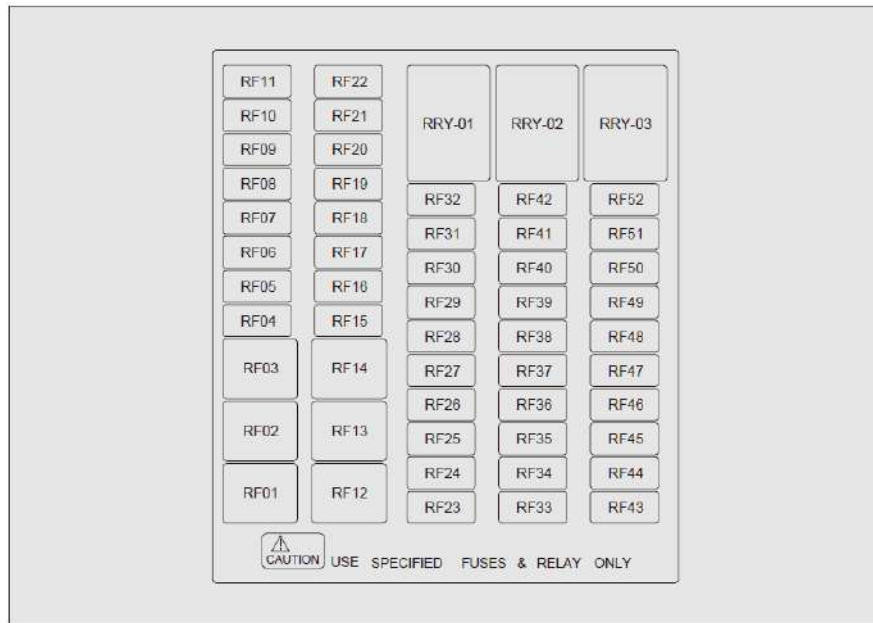 RF11 RF22
RF10 RF21
RF09 RF20
RF08 RF19
RF07 RF18
RF06 RF17
RF05 RF16
RF04 RF15
RF03 RF14
RF02 RF13
RF01 RF12
RRY-01 RRY-02 RRY-03
RF32 RF42 RF52
RF31 RF41 RF51
RF30 RF40 RF50
RF29 RF39 RF49
RF28 RF38 RF48
RF27 RF37 RF47
RF26 RF36 RF46
RF25 RF35 RF45
RF24 RF34 RF44
RF23 RF33 RF43
CAUTION USE SPECIFIED FUSES & RELAY ONLY